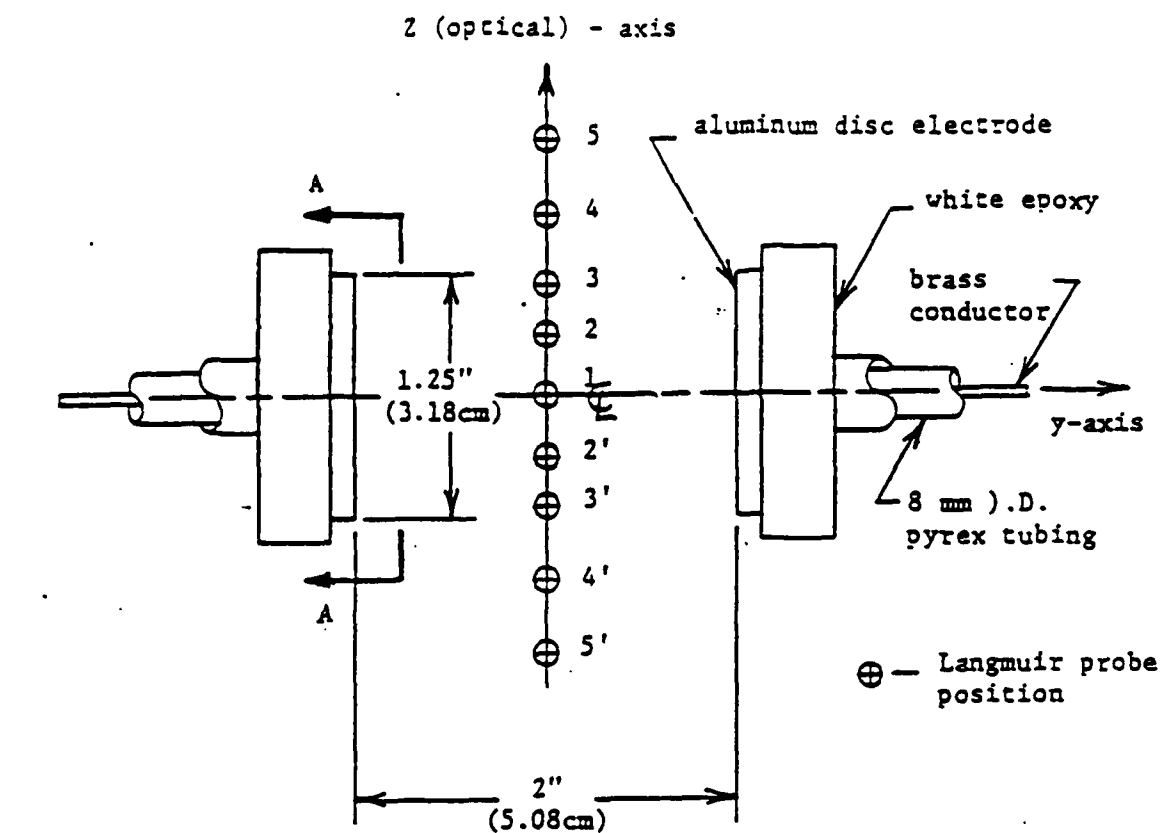 Z (optical) - axis
5
aluminum disc electrode
A
4
white epoxy
3
brass
conductor
2
1.25"
(3.18cm)
1
℄
y-axis
2'
3'
8 mm ).D.
pyrex tubing
4'
A
5'
⊕ — Langmuir probe
position
2"
(5.08cm)